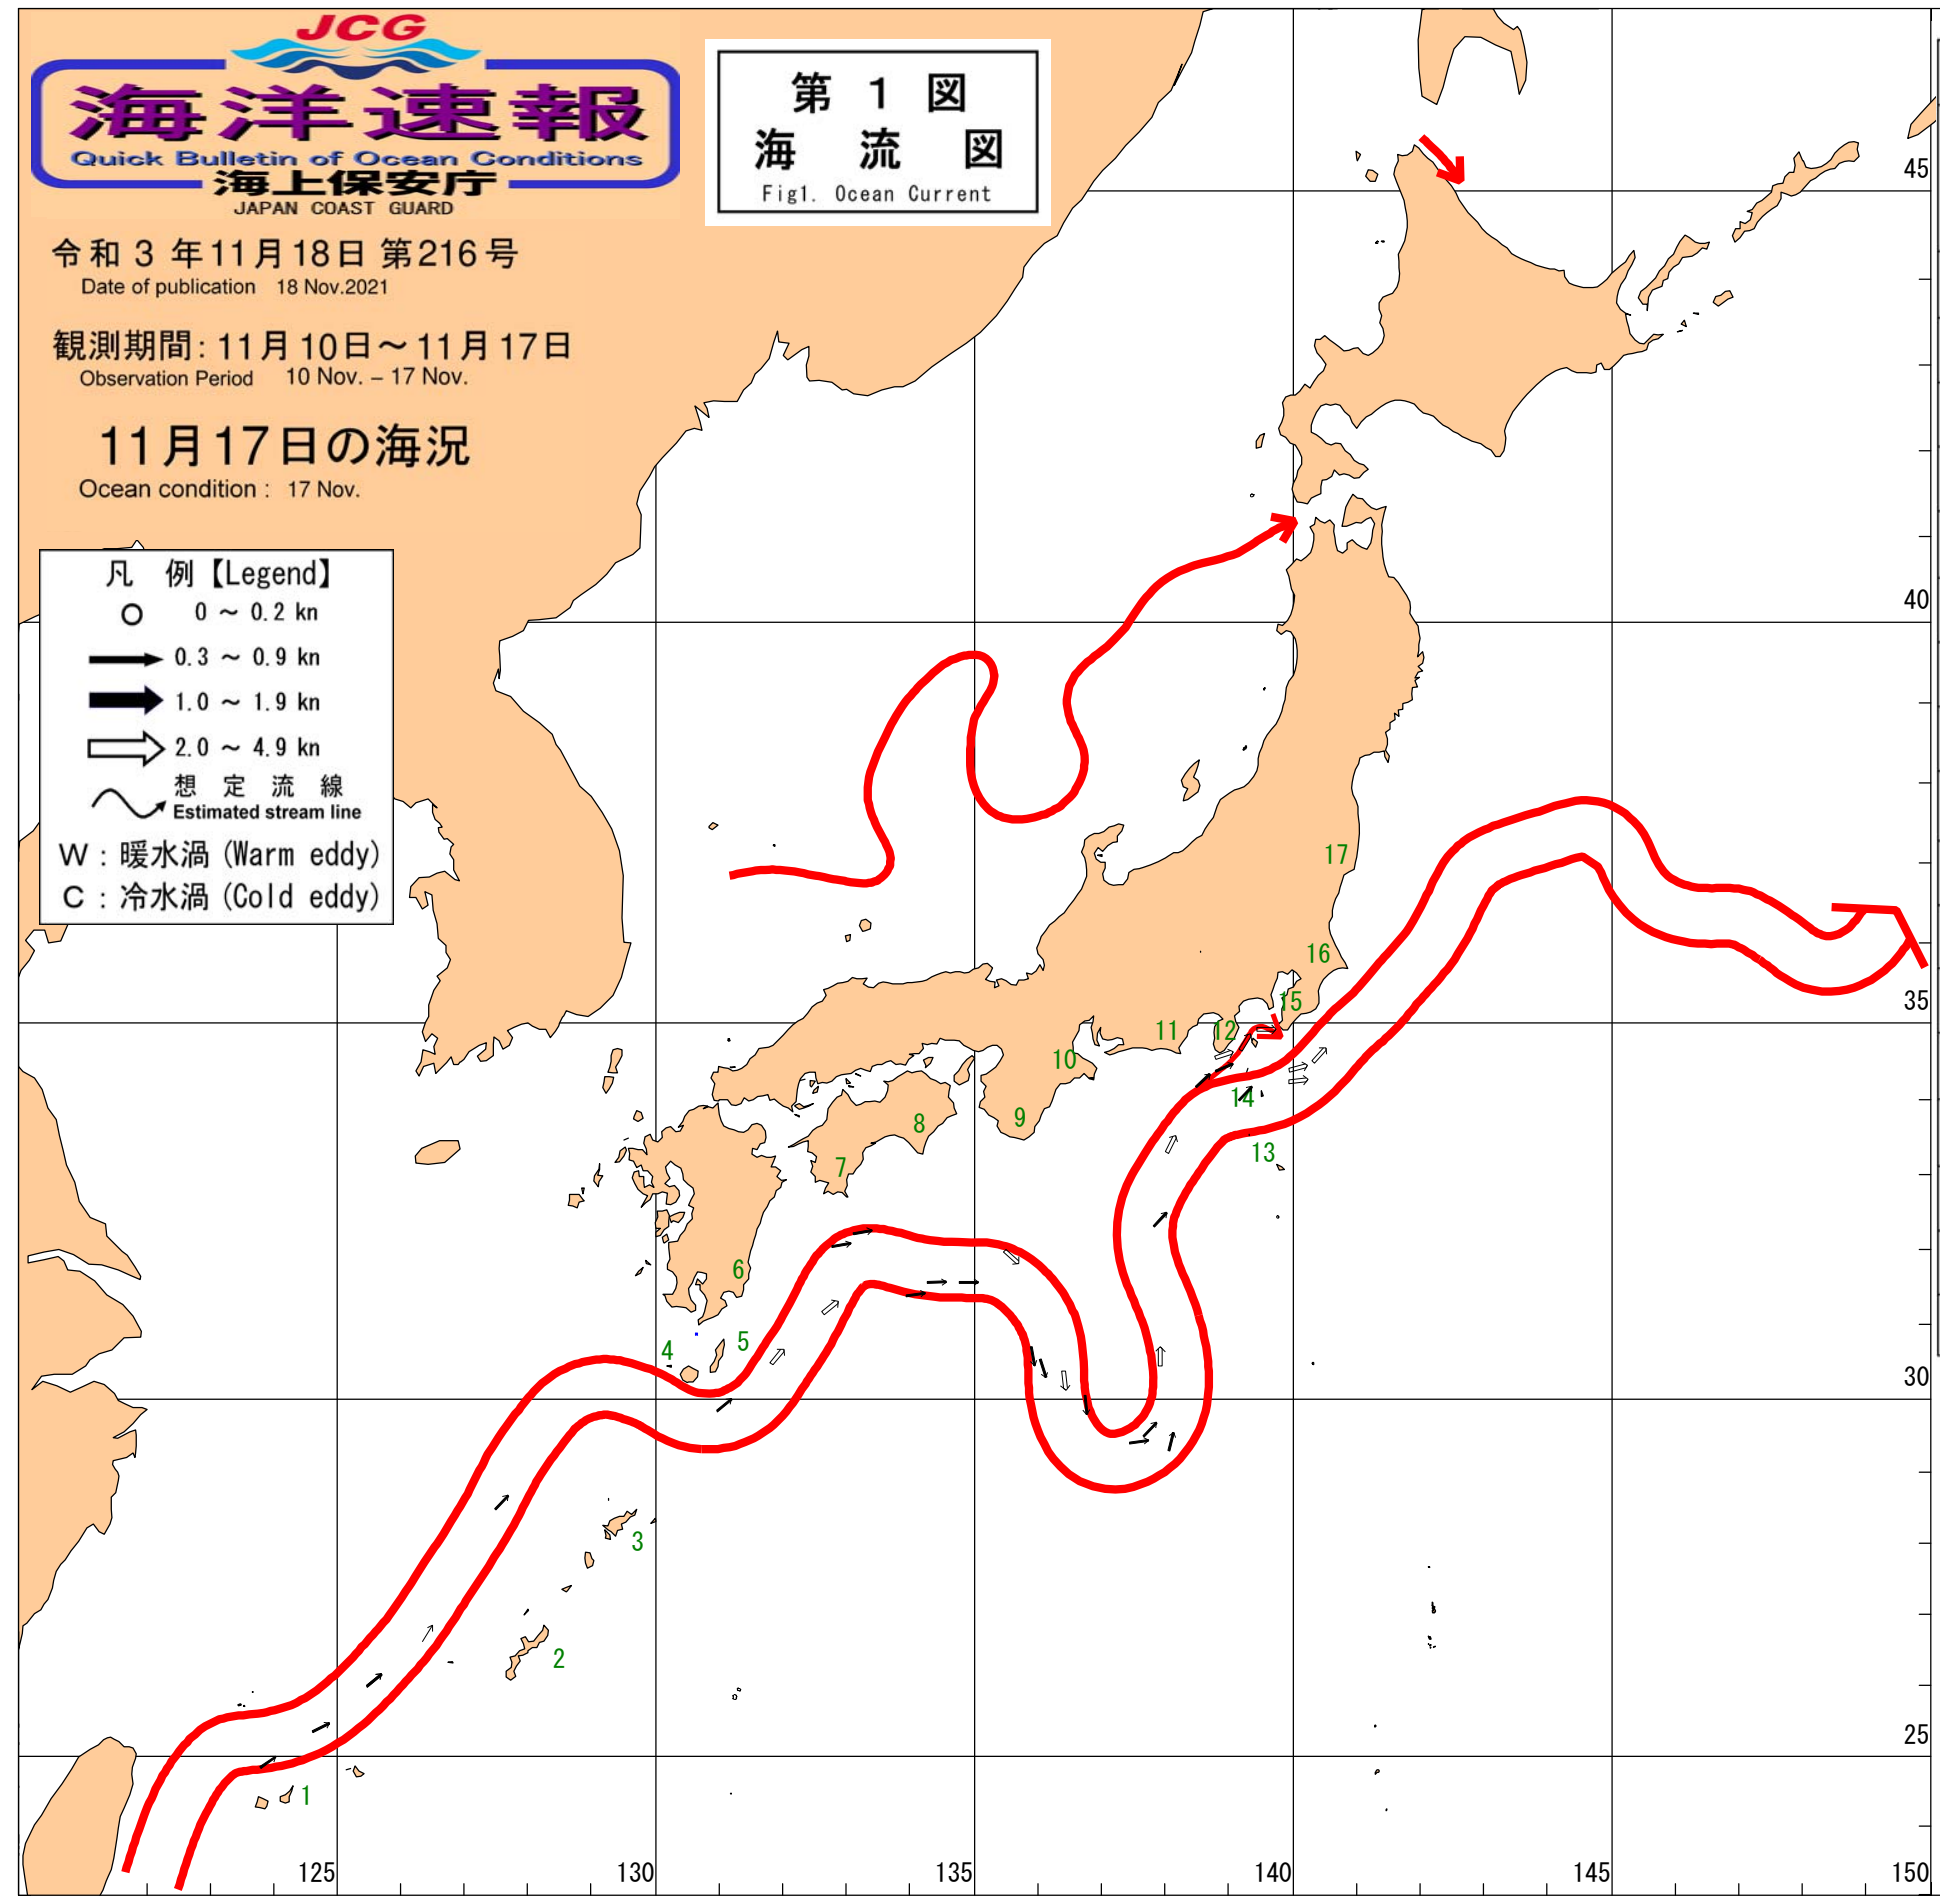 JCG
海洋速報
Quick Bulletin of Ocean Conditions
海上保安庁
JAPAN COAST GUARD
第 1 図
海 流 図
Fig1. Ocean Current
令和 3 年11月18日 第216号
Date of publication 18 Nov.2021
観測期間: 11月10日～11月17日
Observation Period 10 Nov. – 17 Nov.
11月17日の海況
Ocean condition : 17 Nov.
凡 例【Legend】
0 ～ 0.2 kn
0.3 ～ 0.9 kn
1.0 ～ 1.9 kn
2.0 ～ 4.9 kn
想 定 流 線
Estimated stream line
W : 暖水渦 (Warm eddy)
C : 冷水渦 (Cold eddy)
45
40
17
16
35
15
12
11
10
14
9
8
13
7
6
5
4
30
3
2
25
1
125
130
135
140
145
150